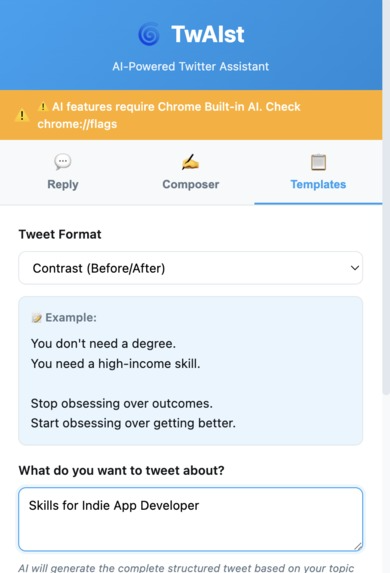 🌀 TwAIst
AI-Powered Twitter Assistant
⚠️ ⚠️ AI features require Chrome Built-in AI. Check
chrome://flags
💬 ✍️ 📋
Reply Composer Templates
Tweet Format
Contrast (Before/After)
📝 Example:
You don't need a degree.
You need a high-income skill.
Stop obsessing over outcomes.
Start obsessing over getting better.
What do you want to tweet about?
Skills for Indie App Developer
AI will generate the complete structured tweet based on your topic